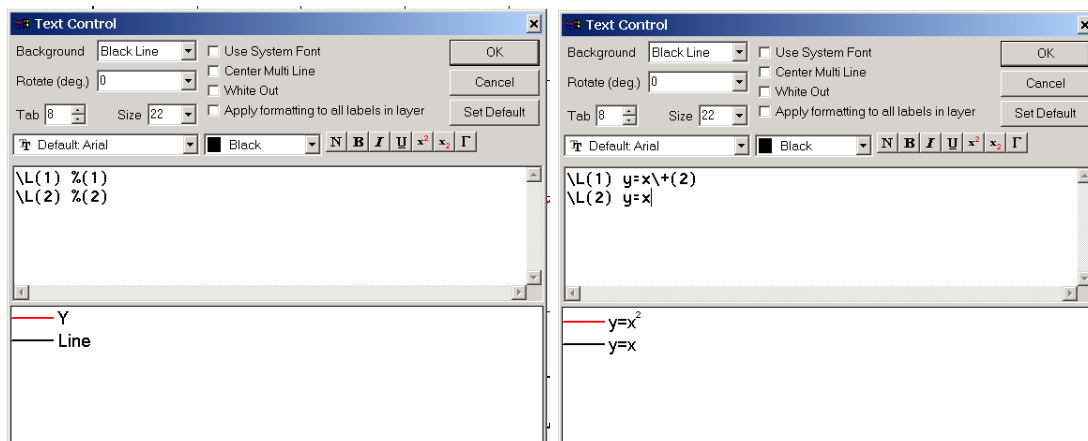 Text Control
Background Black Line Use System Font OK
Center Multi Line
Rotate (deg.) 0 White Out Cancel
Tab 8 Size 22 Apply formatting to all labels in layer Set Default
Default: Arial Black N B I U x² x₂ Γ
\L(1) %(1)
\L(2) %(2)
Y
Line
Text Control
Background Black Line Use System Font OK
Center Multi Line
Rotate (deg.) 0 White Out Cancel
Tab 8 Size 22 Apply formatting to all labels in layer Set Default
Default: Arial Black N B I U x² x₂ Γ
\L(1) y=x\+(2)
\L(2) y=x
y=x²
y=x